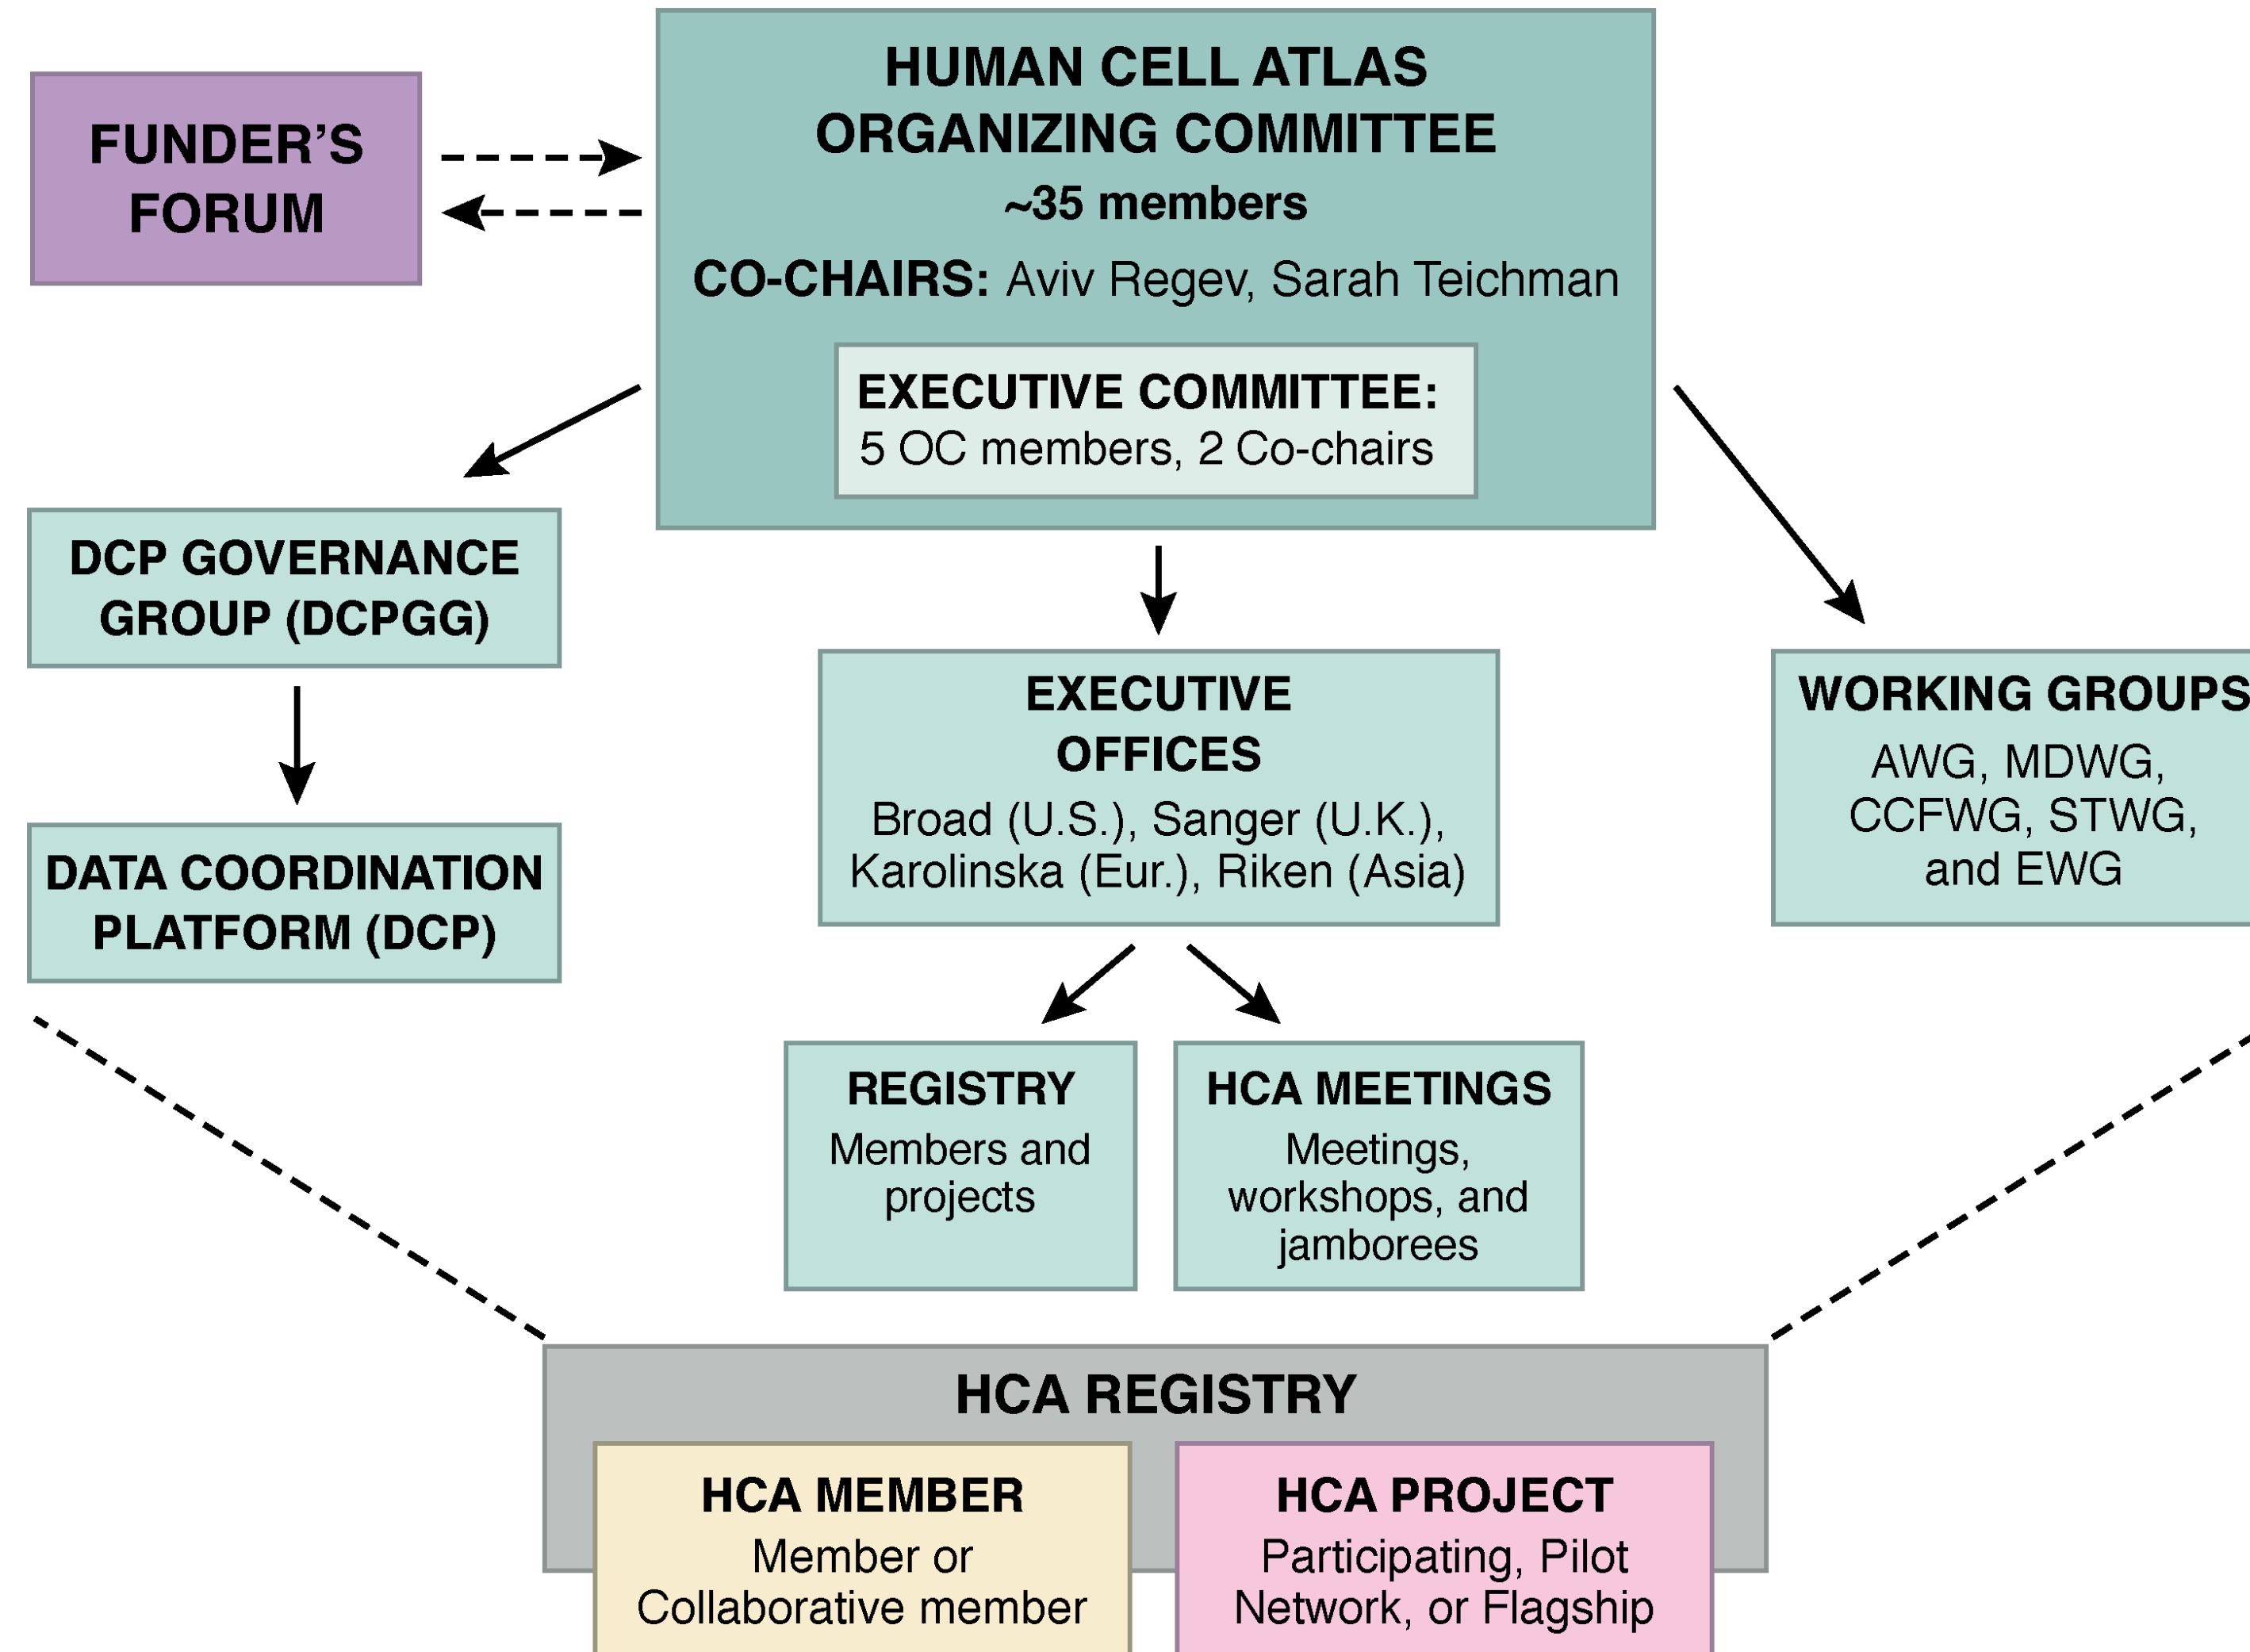 FUNDER’S
FORUM
HUMAN CELL ATLAS
ORGANIZING COMMITTEE
~35 members
CO-CHAIRS: Aviv Regev, Sarah Teichman
EXECUTIVE COMMITTEE:
5 OC members, 2 Co-chairs
DCP GOVERNANCE
GROUP (DCPGG)
DATA COORDINATION
PLATFORM (DCP)
EXECUTIVE
OFFICES
Broad (U.S.), Sanger (U.K.),
Karolinska (Eur.), Riken (Asia)
WORKING GROUPS
AWG, MDWG,
CCFWG, STWG,
and EWG
REGISTRY
Members and
projects
HCA MEETINGS
Meetings,
workshops, and
jamborees
HCA REGISTRY
HCA MEMBER
Member or
Collaborative member
HCA PROJECT
Participating, Pilot
Network, or Flagship